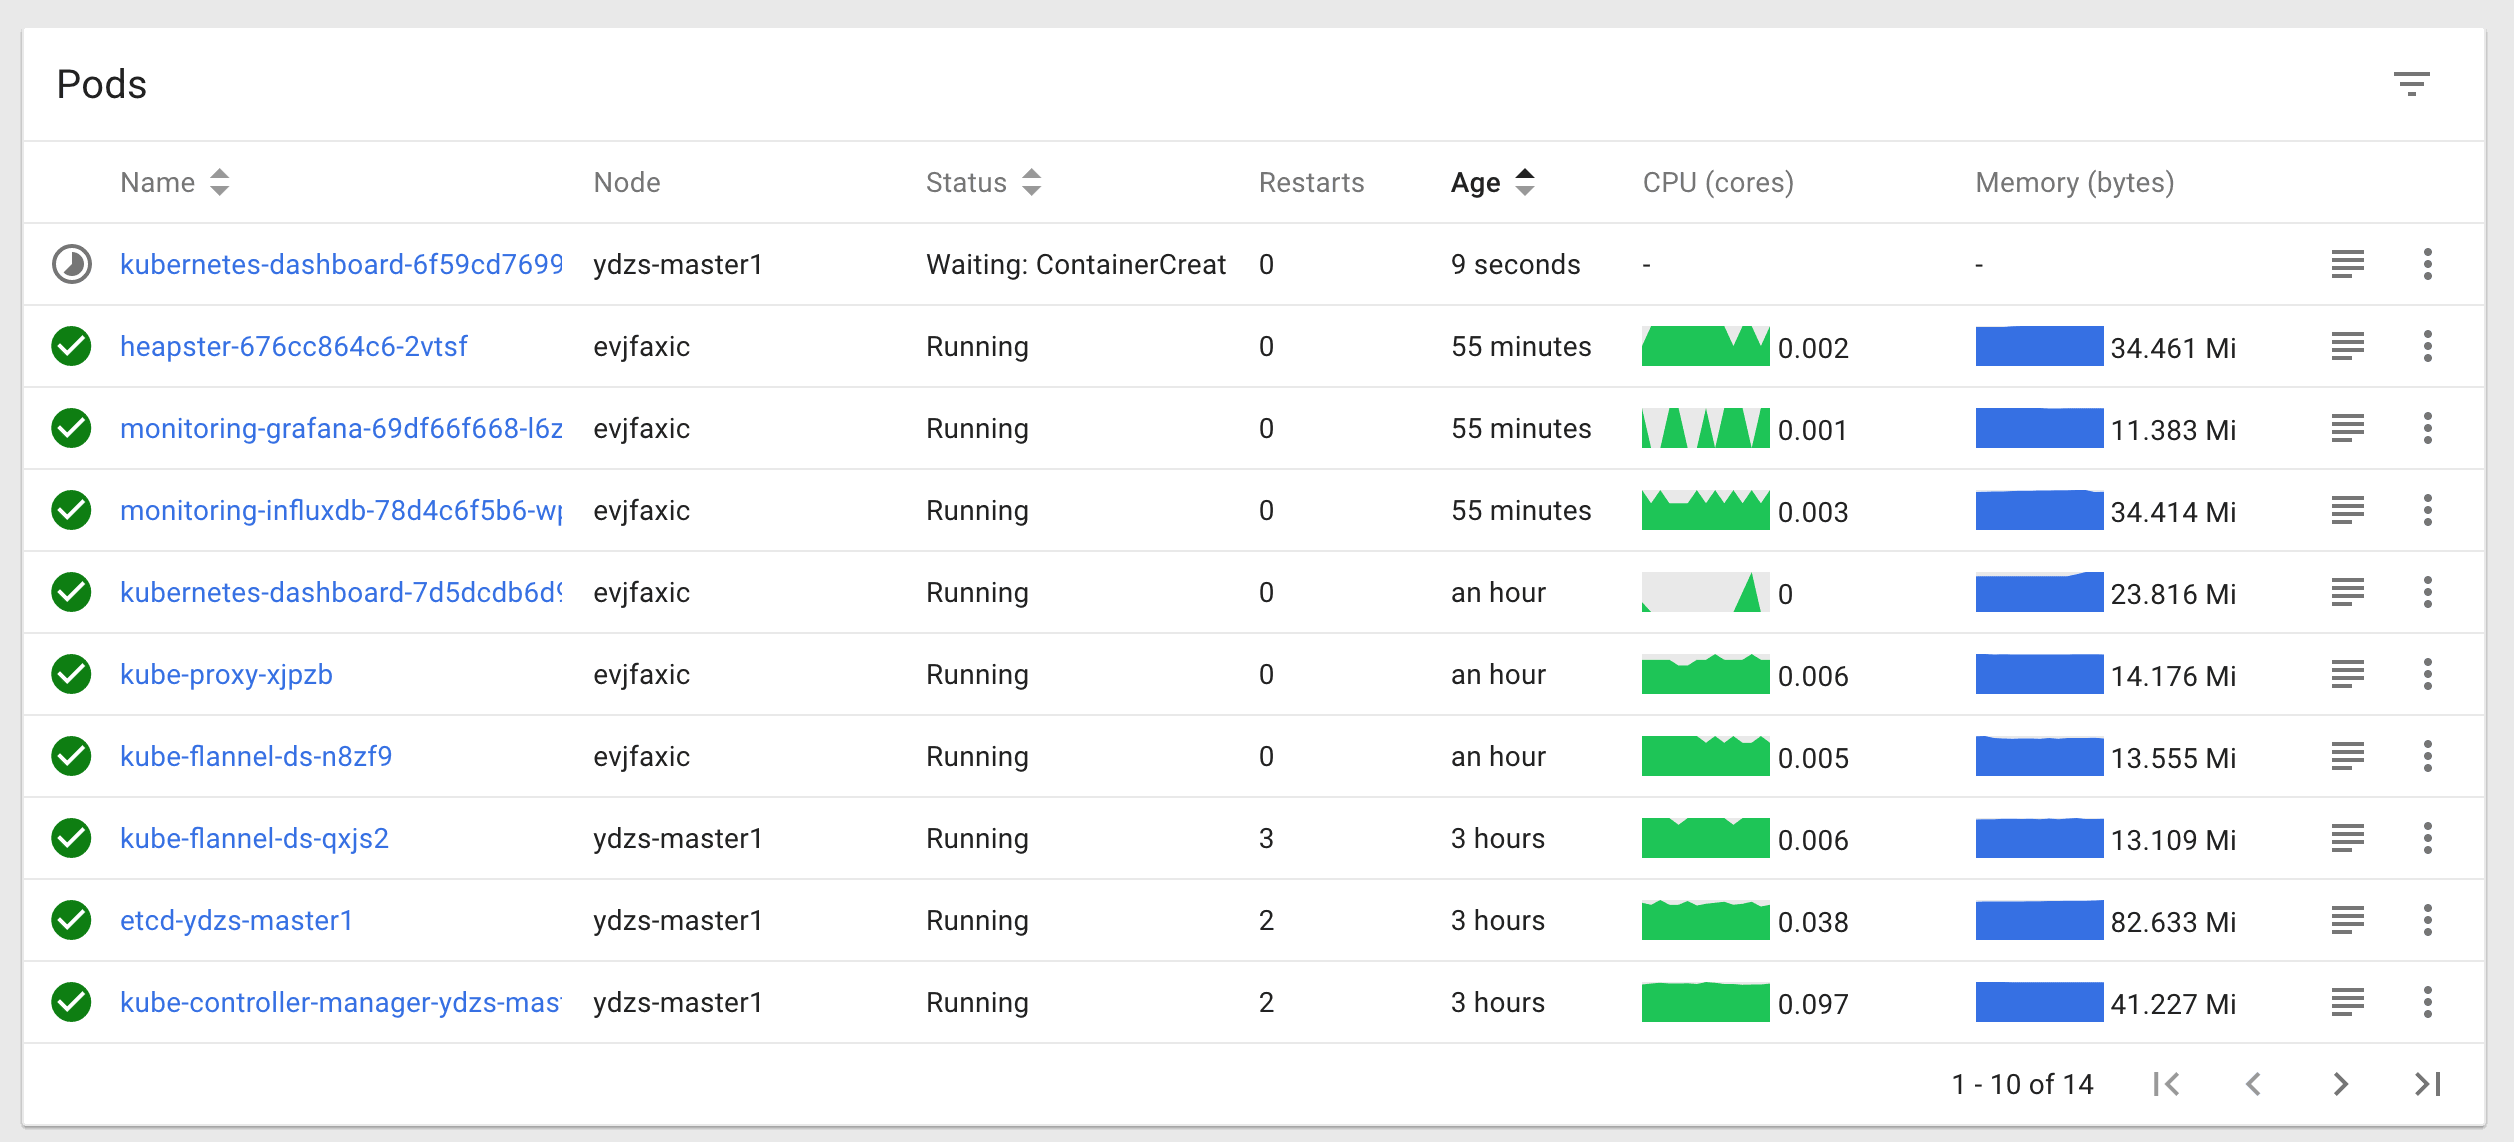 Pods
Name Node Status Restarts Age CPU (cores) Memory (bytes)
kubernetes-dashboard-6f59cd7699 ydzs-master1 Waiting: ContainerCreat 0 9 seconds - -
heapster-676cc864c6-2vtsf evjfaxic Running 0 55 minutes 0.002 34.461 Mi
monitoring-grafana-69df66f668-l6z evjfaxic Running 0 55 minutes 0.001 11.383 Mi
monitoring-influxdb-78d4c6f5b6-wp evjfaxic Running 0 55 minutes 0.003 34.414 Mi
kubernetes-dashboard-7d5dcdb6d9 evjfaxic Running 0 an hour 0 23.816 Mi
kube-proxy-xjpzb evjfaxic Running 0 an hour 0.006 14.176 Mi
kube-flannel-ds-n8zf9 evjfaxic Running 0 an hour 0.005 13.555 Mi
kube-flannel-ds-qxjs2 ydzs-master1 Running 3 3 hours 0.006 13.109 Mi
etcd-ydzs-master1 ydzs-master1 Running 2 3 hours 0.038 82.633 Mi
kube-controller-manager-ydzs-mas ydzs-master1 Running 2 3 hours 0.097 41.227 Mi
1 - 10 of 14